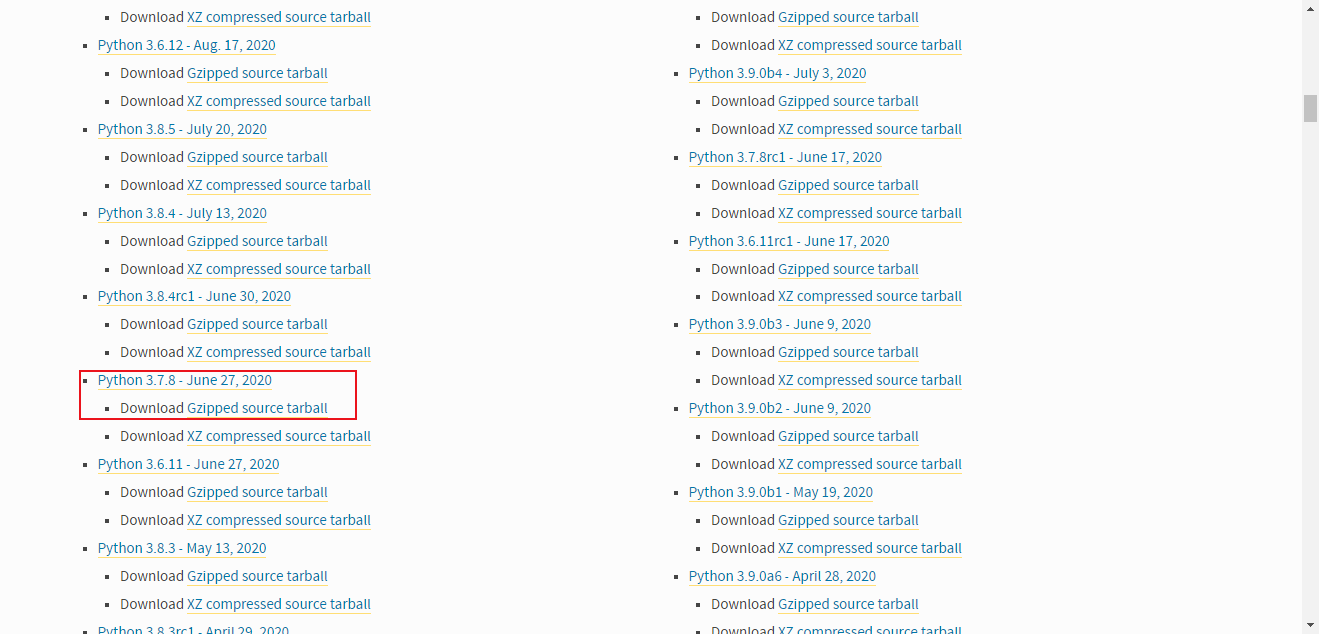 Download XZ compressed source tarball
Python 3.6.12 - Aug. 17, 2020
Download Gzipped source tarball
Download XZ compressed source tarball
Python 3.8.5 - July 20, 2020
Download Gzipped source tarball
Download XZ compressed source tarball
Python 3.8.4 - July 13, 2020
Download Gzipped source tarball
Download XZ compressed source tarball
Python 3.8.4rc1 - June 30, 2020
Download Gzipped source tarball
Download XZ compressed source tarball
Python 3.7.8 - June 27, 2020
Download Gzipped source tarball
Download XZ compressed source tarball
Python 3.6.11 - June 27, 2020
Download Gzipped source tarball
Download XZ compressed source tarball
Python 3.8.3 - May 13, 2020
Download Gzipped source tarball
Download XZ compressed source tarball
Python 3.8.3rc1 - April 29, 2020
Download Gzipped source tarball
Download XZ compressed source tarball
Python 3.9.0b4 - July 3, 2020
Download Gzipped source tarball
Download XZ compressed source tarball
Python 3.7.8rc1 - June 17, 2020
Download Gzipped source tarball
Download XZ compressed source tarball
Python 3.6.11rc1 - June 17, 2020
Download Gzipped source tarball
Download XZ compressed source tarball
Python 3.9.0b3 - June 9, 2020
Download Gzipped source tarball
Download XZ compressed source tarball
Python 3.9.0b2 - June 9, 2020
Download Gzipped source tarball
Download XZ compressed source tarball
Python 3.9.0b1 - May 19, 2020
Download Gzipped source tarball
Download XZ compressed source tarball
Python 3.9.0a6 - April 28, 2020
Download Gzipped source tarball
Download XZ compressed source tarball